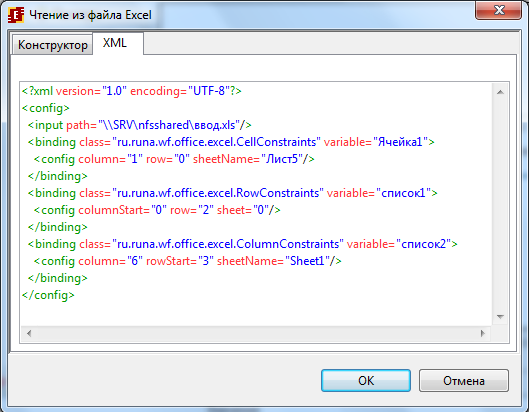 Чтение из файла Excel
Конструктор XML
<?xml version="1.0" encoding="UTF-8"?>
<config>
<input path="\\SRV\nfsshared\ввод.xls"/>
<binding class="ru.runa.wf.office.excel.CellConstraints" variable="Ячейка1">
<config column="1" row="0" sheetName="Лист5"/>
</binding>
<binding class="ru.runa.wf.office.excel.RowConstraints" variable="список1">
<config columnStart="0" row="2" sheet="0"/>
</binding>
<binding class="ru.runa.wf.office.excel.ColumnConstraints" variable="список2">
<config column="6" rowStart="3" sheetName="Sheet1"/>
</binding>
</config>
OK Отмена